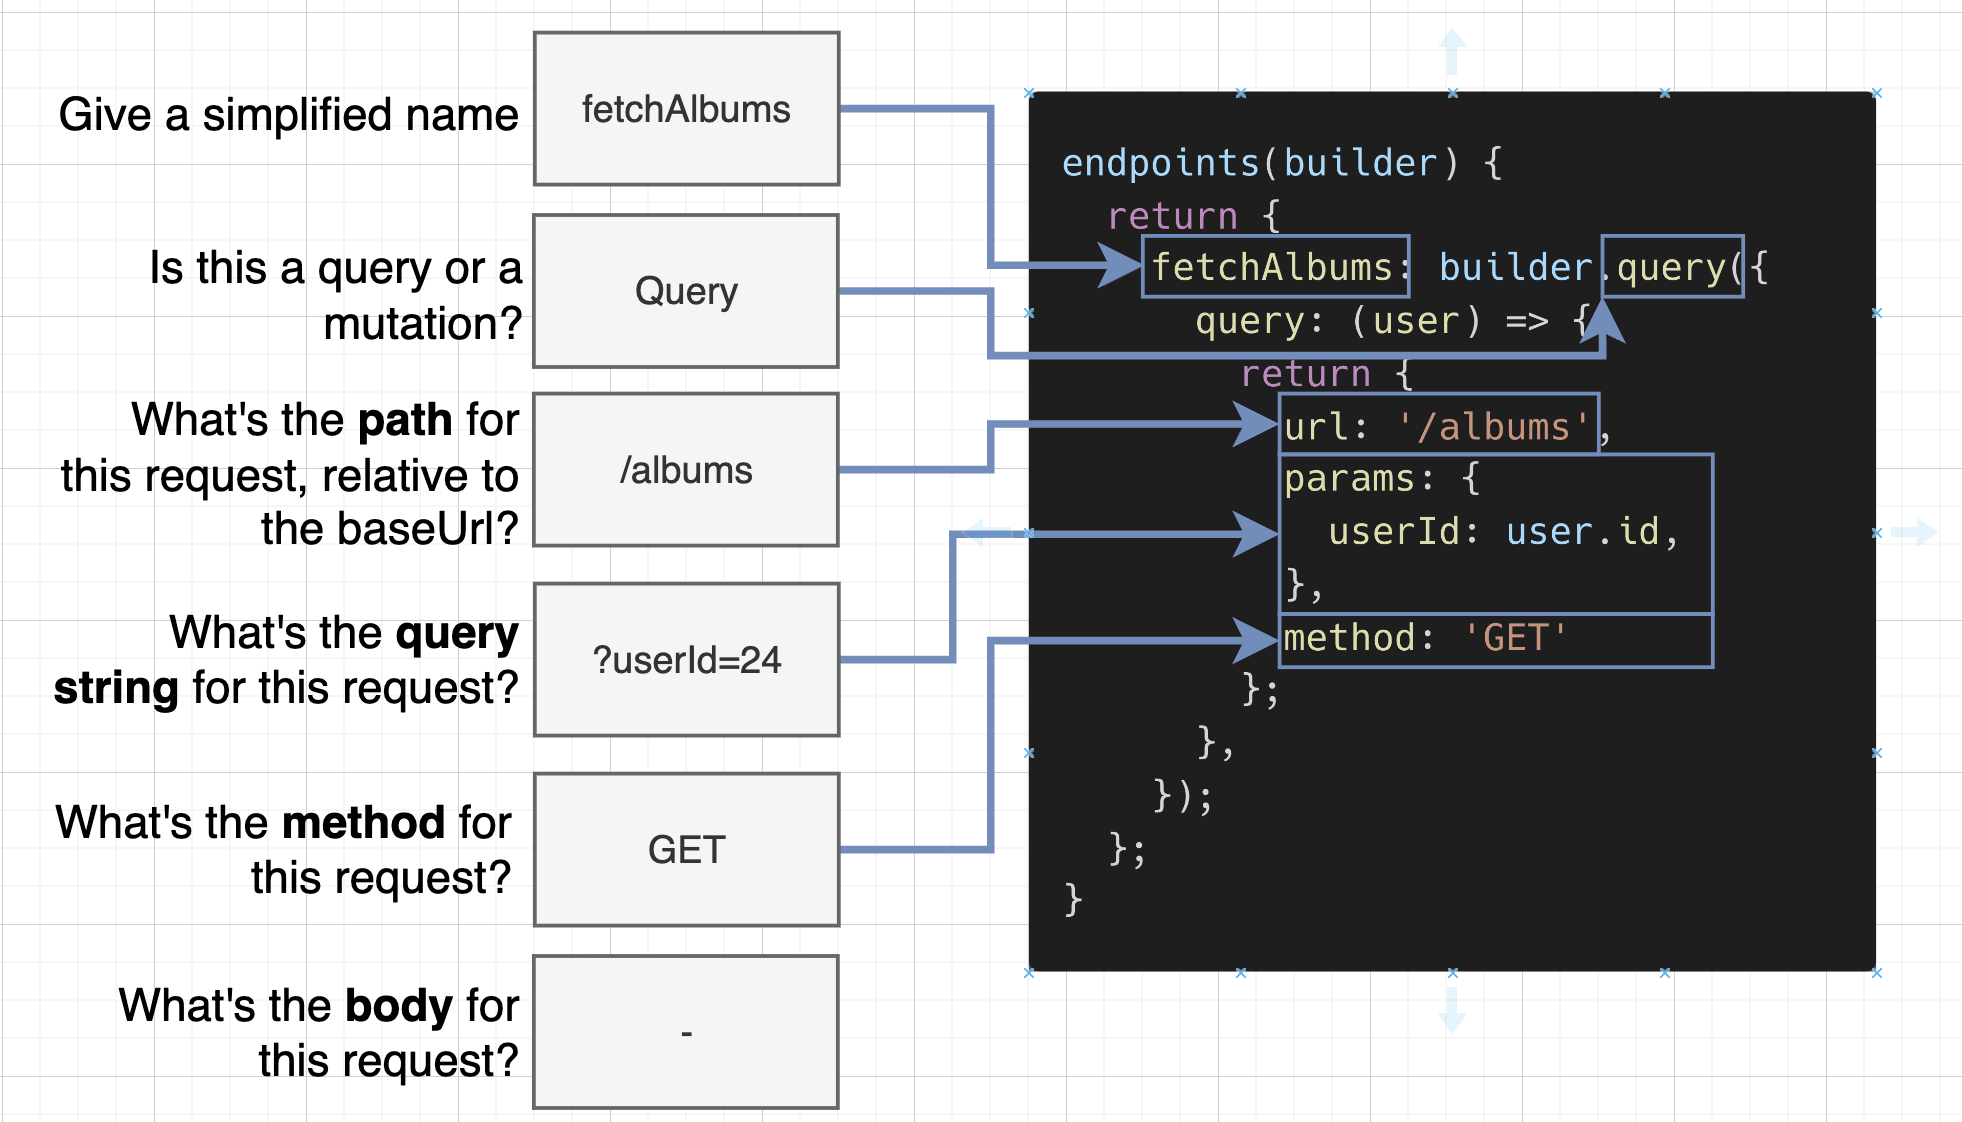 Give a simplified name
fetchAlbums
Is this a query or a
mutation?
Query
What's the path for
this request, relative to
the baseUrl?
/albums
What's the query
string for this request?
?userId=24
What's the method for
this request?
GET
What's the body for
this request?
-
endpoints(builder) {
return {
fetchAlbums: builder.query({
query: (user) => {
return {
url: '/albums',
params: {
userId: user.id,
},
method: 'GET'
};
},
});
};
}